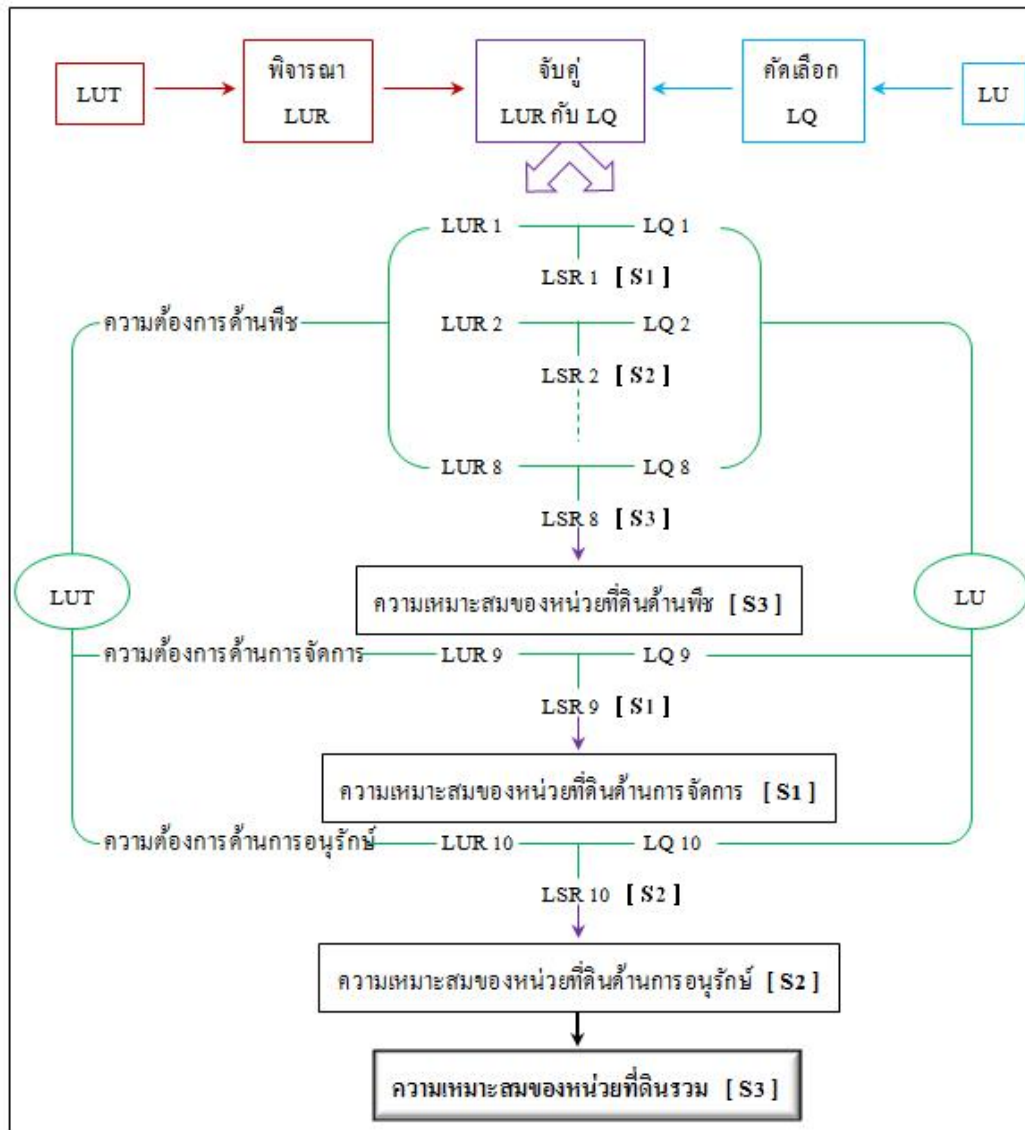 LUT
พิจารณา
LUR
จับคู่
LUR กับ LQ
คัดเลือก
LQ
LU
LUR 1 LQ 1
LSR 1 [ S1 ]
ความต้องการด้านพืช LUR 2 LQ 2
LSR 2 [ S2 ]
LUR 8 LQ 8
LSR 8 [ S3 ]
LUT
ความเหมาะสมของหน่วยที่ดินด้านพืช [ S3 ]
LU
ความต้องการด้านการจัดการ LUR 9 LQ 9
LSR 9 [ S1 ]
ความเหมาะสมของหน่วยที่ดินด้านการจัดการ [ S1 ]
ความต้องการด้านการอนุรักษ์ LUR 10 LQ 10
LSR 10 [ S2 ]
ความเหมาะสมของหน่วยที่ดินด้านการอนุรักษ์ [ S2 ]
ความเหมาะสมของหน่วยที่ดินรวม [ S3 ]